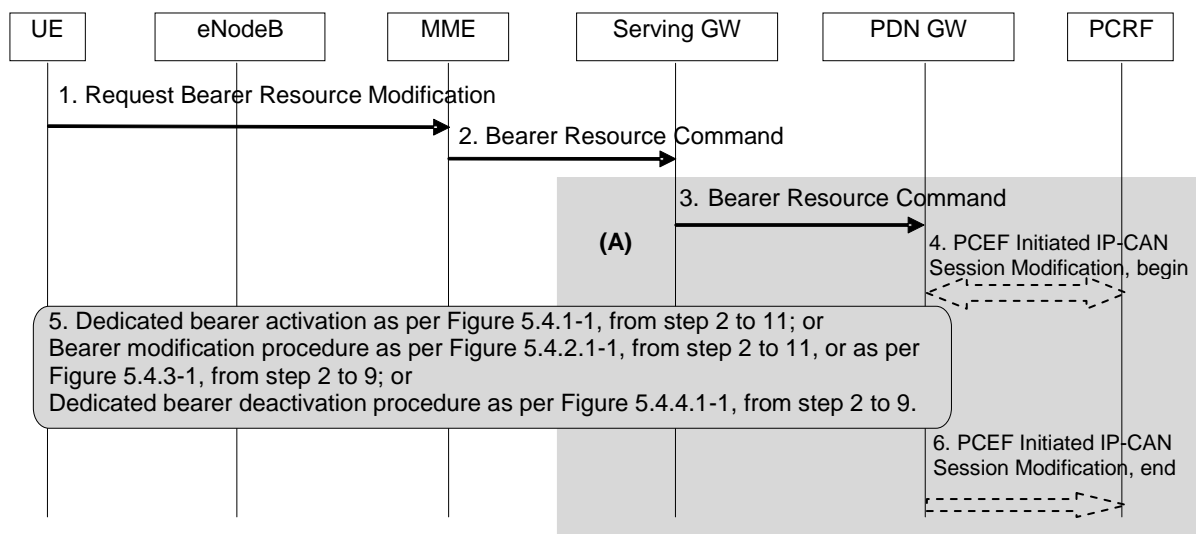 UE
eNodeB
MME
Serving GW
PDN GW
PCRF
1. Request Bearer Resource Modification
2. Bearer Resource Command
3. Bearer Resource Command
(A)
4. PCEF Initiated IP-CAN
Session Modification, begin
5. Dedicated bearer activation as per Figure 5.4.1-1, from step 2 to 11; or
Bearer modification procedure as per Figure 5.4.2.1-1, from step 2 to 11, or as per
Figure 5.4.3-1, from step 2 to 9; or
Dedicated bearer deactivation procedure as per Figure 5.4.4.1-1, from step 2 to 9.
6. PCEF Initiated IP-CAN
Session Modification, end